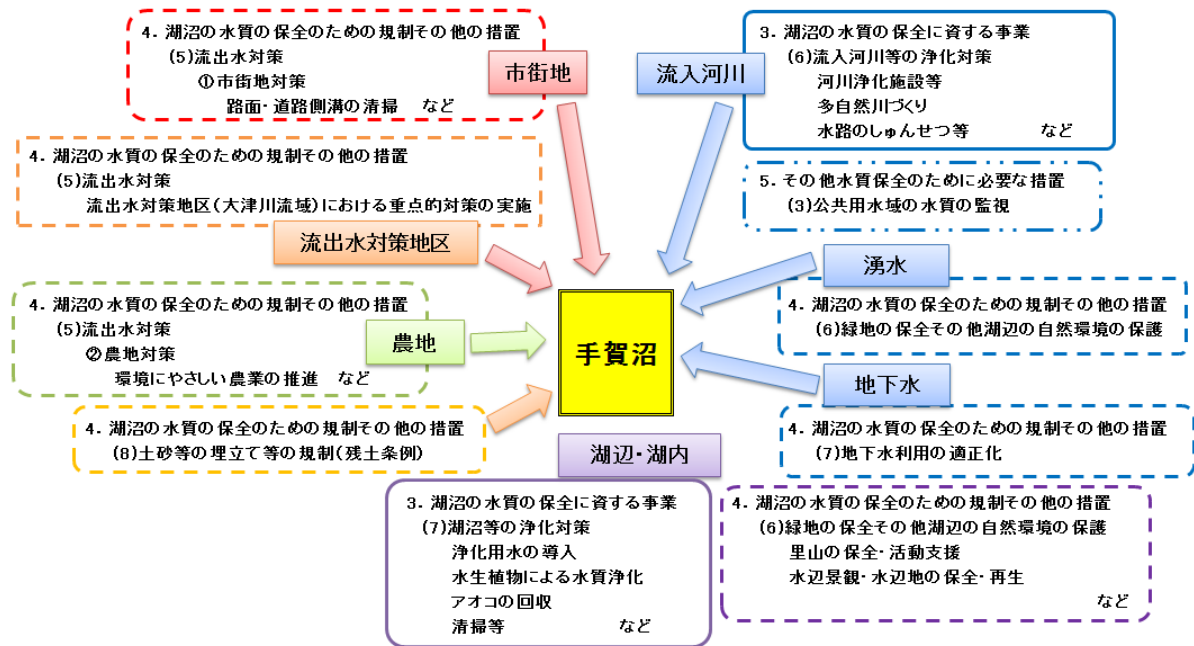 4. 湖沼の水質の保全のための規制その他の措置
(5)流出水対策
①市街地対策
路面・道路側溝の清掃　など
市街地
流入河川
3. 湖沼の水質の保全に資する事業
(6)流入河川等の浄化対策
河川浄化施設等
多自然川づくり
水路のしゅんせつ等　など
4. 湖沼の水質の保全のための規制その他の措置
(5)流出水対策
流出水対策地区(大津川流域)における重点的対策の実施
流出水対策地区
5. その他水質保全のために必要な措置
(3)公共用水域の水質の監視
湧水
4. 湖沼の水質の保全のための規制その他の措置
(6)緑地の保全その他湖辺の自然環境の保護
4. 湖沼の水質の保全のための規制その他の措置
(5)流出水対策
②農地対策
環境にやさしい農業の推進　など
農地
手賀沼
地下水
4. 湖沼の水質の保全のための規制その他の措置
(7)地下水利用の適正化
4. 湖沼の水質の保全のための規制その他の措置
(8)土砂等の埋立て等の規制(残土条例)
湖辺・湖内
3. 湖沼の水質の保全に資する事業
(7)湖沼等の浄化対策
浄化用水の導入
水生植物による水質浄化
アオコの回収
清掃等　など
4. 湖沼の水質の保全のための規制その他の措置
(6)緑地の保全その他湖辺の自然環境の保護
里山の保全・活動支援
水辺景観・水辺地の保全・再生
など